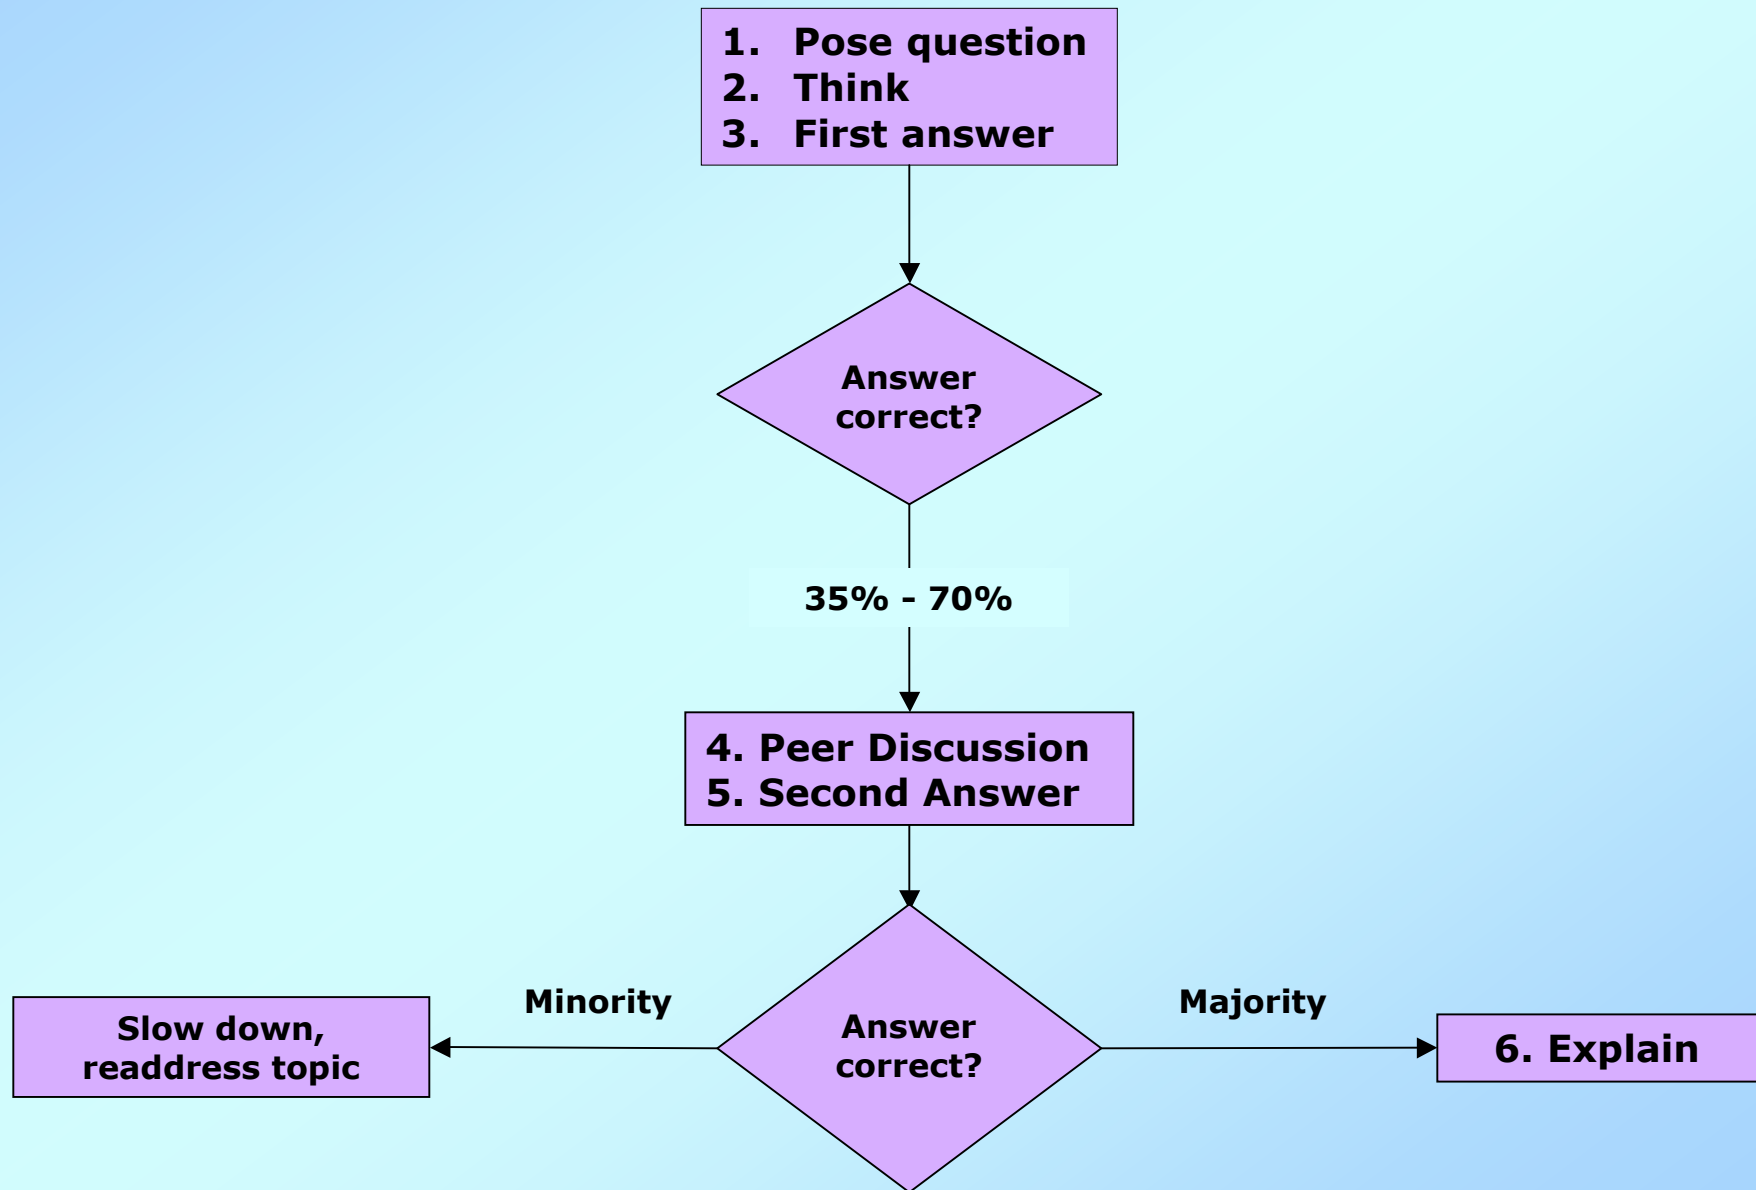 1. Pose question
2. Think
3. First answer
Answer
correct?
35% - 70%
4. Peer Discussion
5. Second Answer
Minority
Majority
Slow down,
readdress topic
Answer
correct?
6. Explain